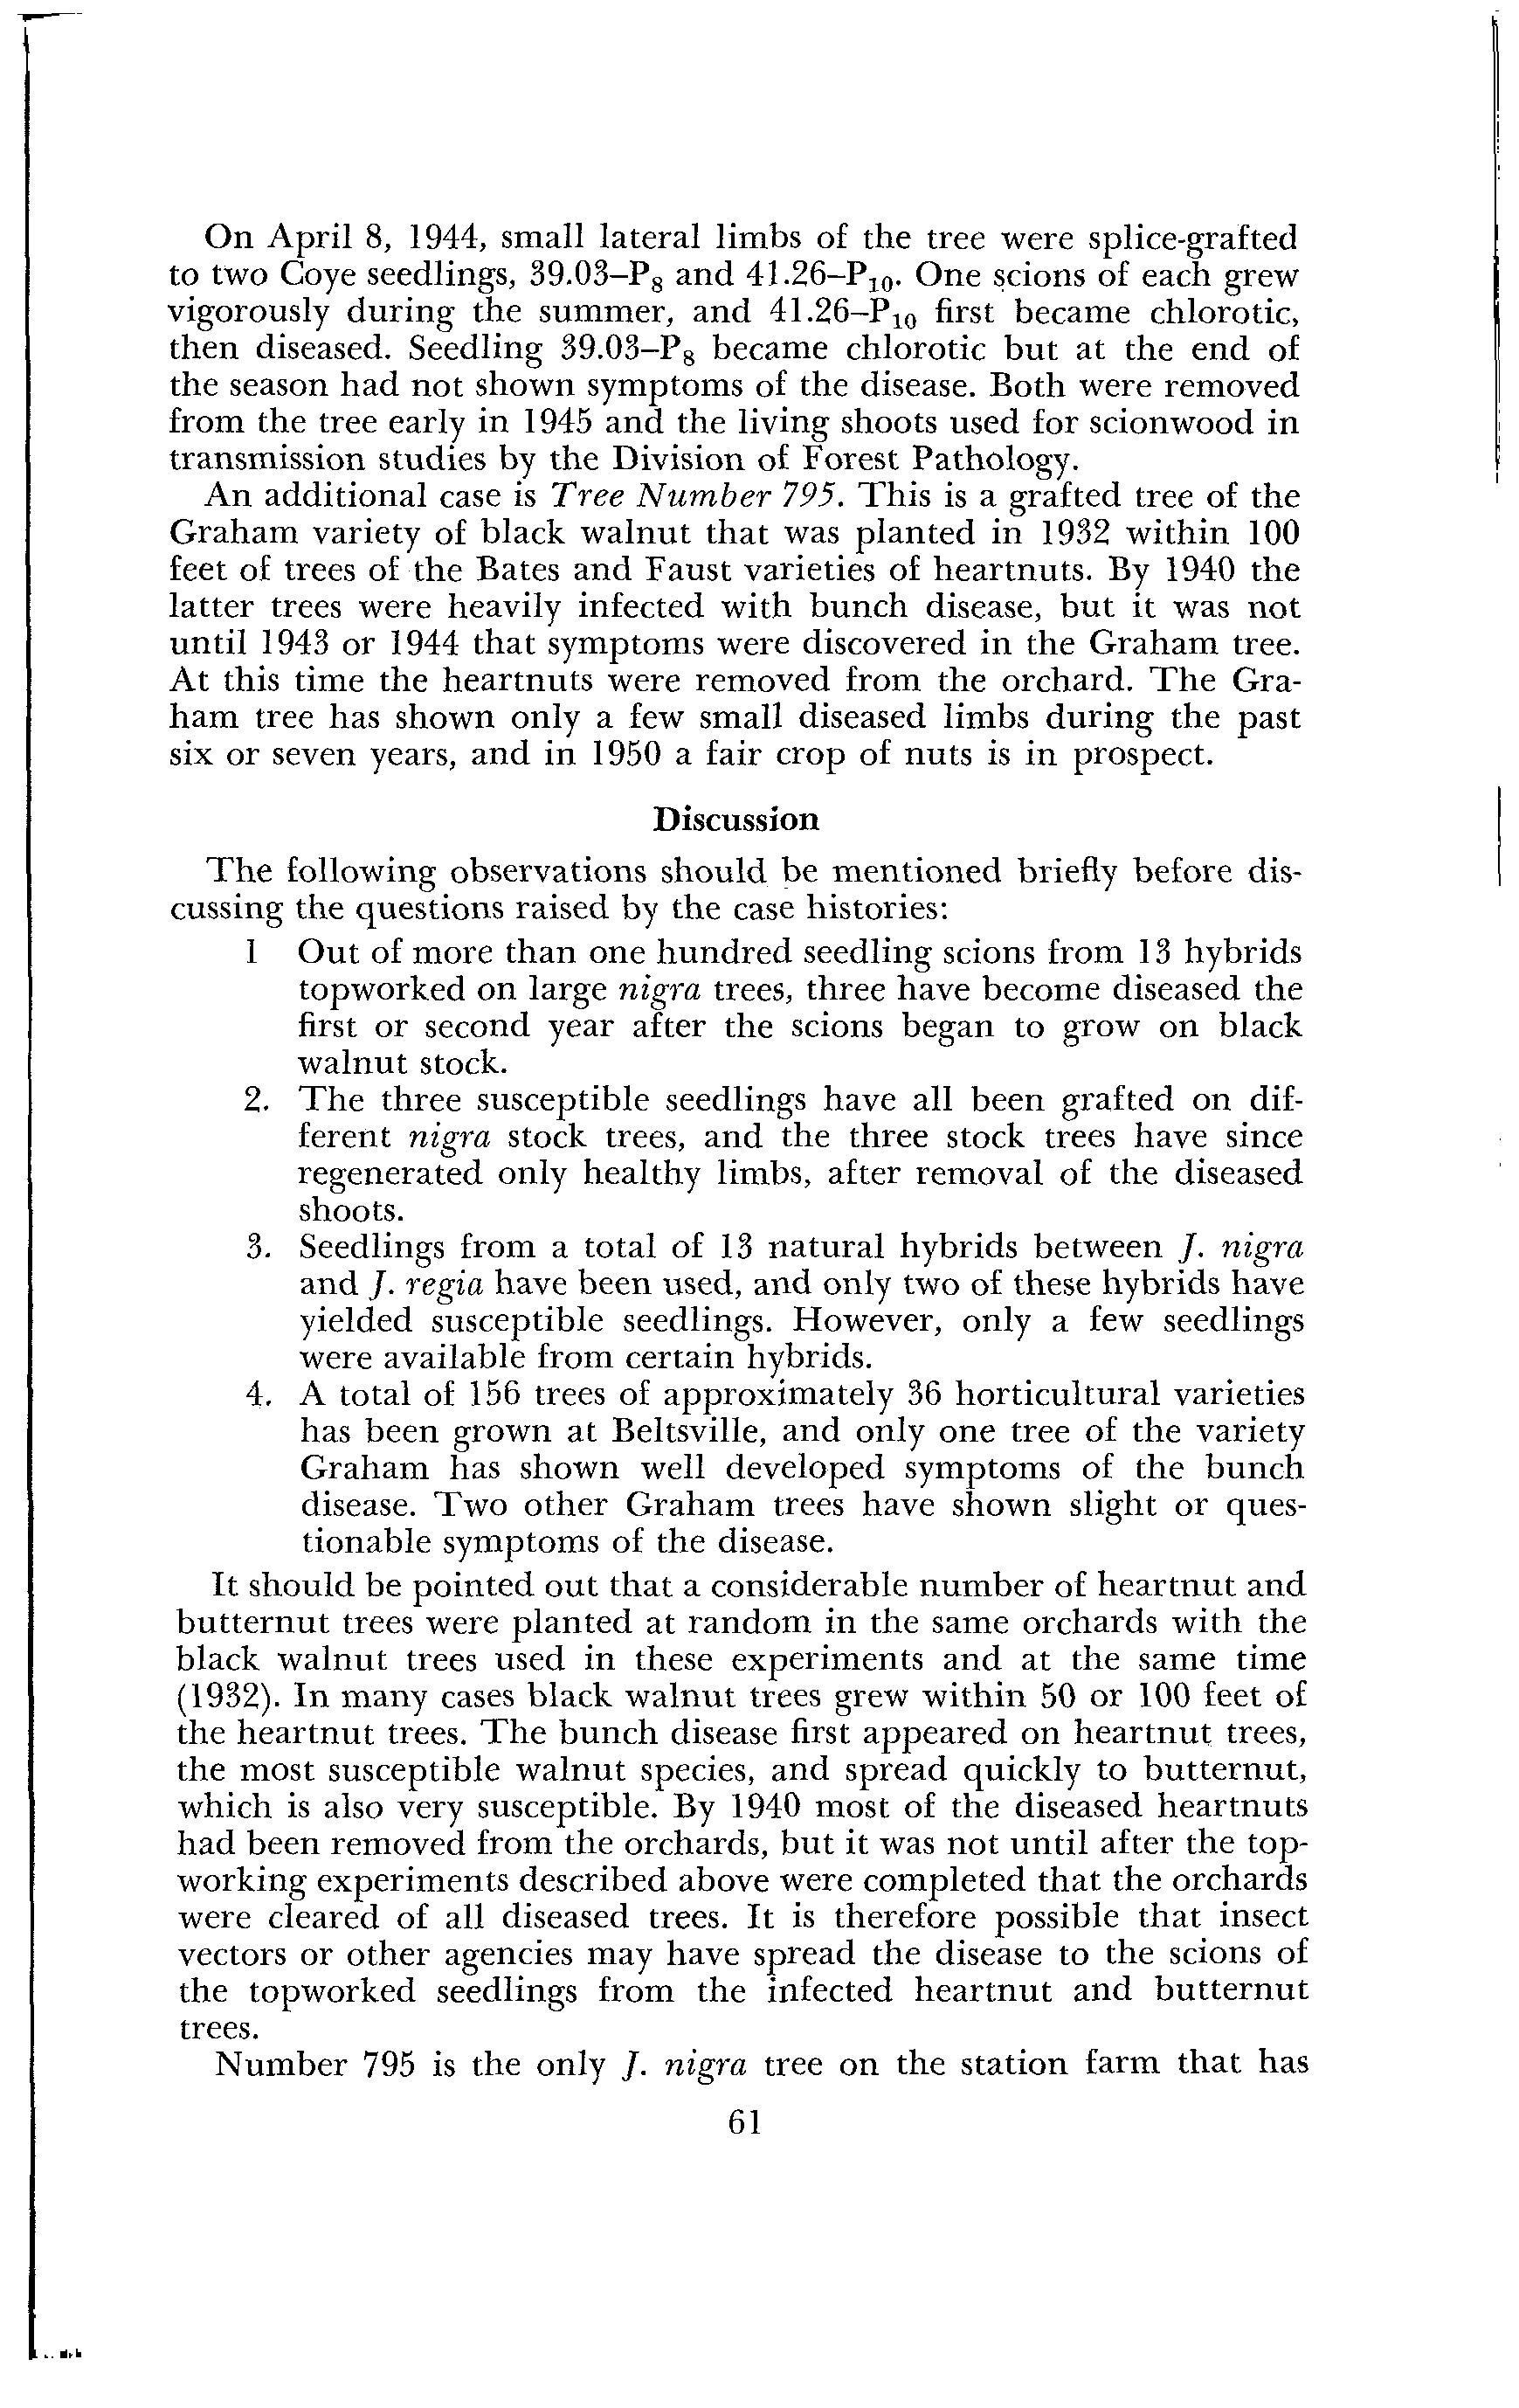 On April 8, 1944, small lateral limbs of the tree were splice-grafted
to two Coye seedlings, 39.03–P₈ and 41.26–P₁₀. One scions of each grew
vigorously during the summer, and 41.26–P₁₀ first became chlorotic,
then diseased. Seedling 39.03–P₈ became chlorotic but at the end of
the season had not shown symptoms of the disease. Both were removed
from the tree early in 1945 and the living shoots used for scionwood in
transmission studies by the Division of Forest Pathology.
An additional case is Tree Number 795. This is a grafted tree of the
Graham variety of black walnut that was planted in 1932 within 100
feet of trees of the Bates and Faust varieties of heartnuts. By 1940 the
latter trees were heavily infected with bunch disease, but it was not
until 1943 or 1944 that symptoms were discovered in the Graham tree.
At this time the heartnuts were removed from the orchard. The Gra-
ham tree has shown only a few small diseased limbs during the past
six or seven years, and in 1950 a fair crop of nuts is in prospect.
Discussion
The following observations should be mentioned briefly before dis-
cussing the questions raised by the case histories:
1 Out of more than one hundred seedling scions from 13 hybrids
topworked on large nigra trees, three have become diseased the
first or second year after the scions began to grow on black
walnut stock.
2. The three susceptible seedlings have all been grafted on dif-
ferent nigra stock trees, and the three stock trees have since
regenerated only healthy limbs, after removal of the diseased
shoots.
3. Seedlings from a total of 13 natural hybrids between J. nigra
and J. regia have been used, and only two of these hybrids have
yielded susceptible seedlings. However, only a few seedlings
were available from certain hybrids.
4. A total of 156 trees of approximately 36 horticultural varieties
has been grown at Beltsville, and only one tree of the variety
Graham has shown well developed symptoms of the bunch
disease. Two other Graham trees have shown slight or ques-
tionable symptoms of the disease.
It should be pointed out that a considerable number of heartnut and
butternut trees were planted at random in the same orchards with the
black walnut trees used in these experiments and at the same time
(1932). In many cases black walnut trees grew within 50 or 100 feet of
the heartnut trees. The bunch disease first appeared on heartnut trees,
the most susceptible walnut species, and spread quickly to butternut,
which is also very susceptible. By 1940 most of the diseased heartnuts
had been removed from the orchards, but it was not until after the top-
working experiments described above were completed that the orchards
were cleared of all diseased trees. It is therefore possible that insect
vectors or other agencies may have spread the disease to the scions of
the topworked seedlings from the infected heartnut and butternut
trees.
Number 795 is the only J. nigra tree on the station farm that has
61